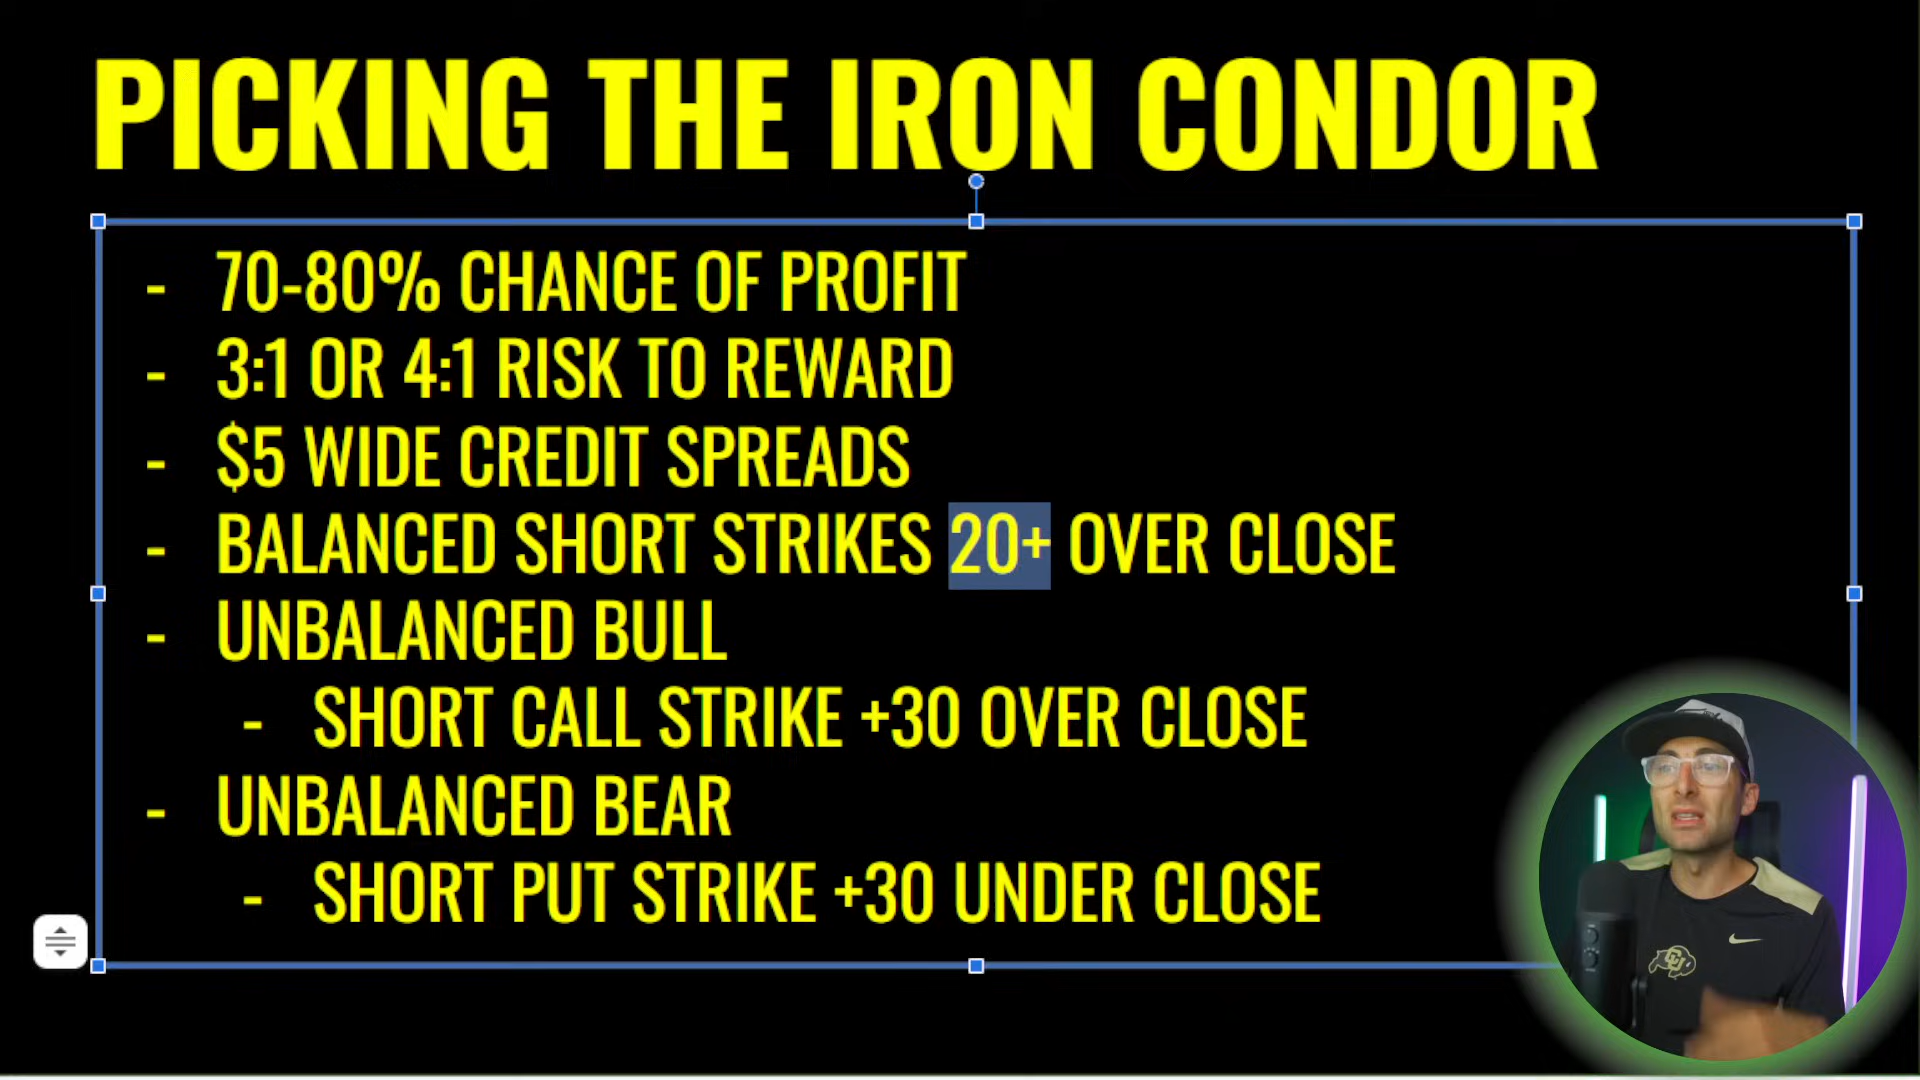 PICKING THE IRON CONDOR
- 70-80% CHANCE OF PROFIT
- 3:1 OR 4:1 RISK TO REWARD
- $5 WIDE CREDIT SPREADS
- BALANCED SHORT STRIKES 20+ OVER CLOSE
- UNBALANCED BULL
- SHORT CALL STRIKE +30 OVER CLOSE
- UNBALANCED BEAR
- SHORT PUT STRIKE +30 UNDER CLOSE
CU